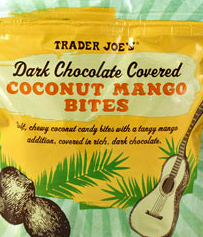 TRADER JOE'S
Dark Chocolate Covered
COCONUT MANGO
BITES
Soft, chewy coconut candy bites with a tangy mango
addition, covered in rich, dark chocolate.